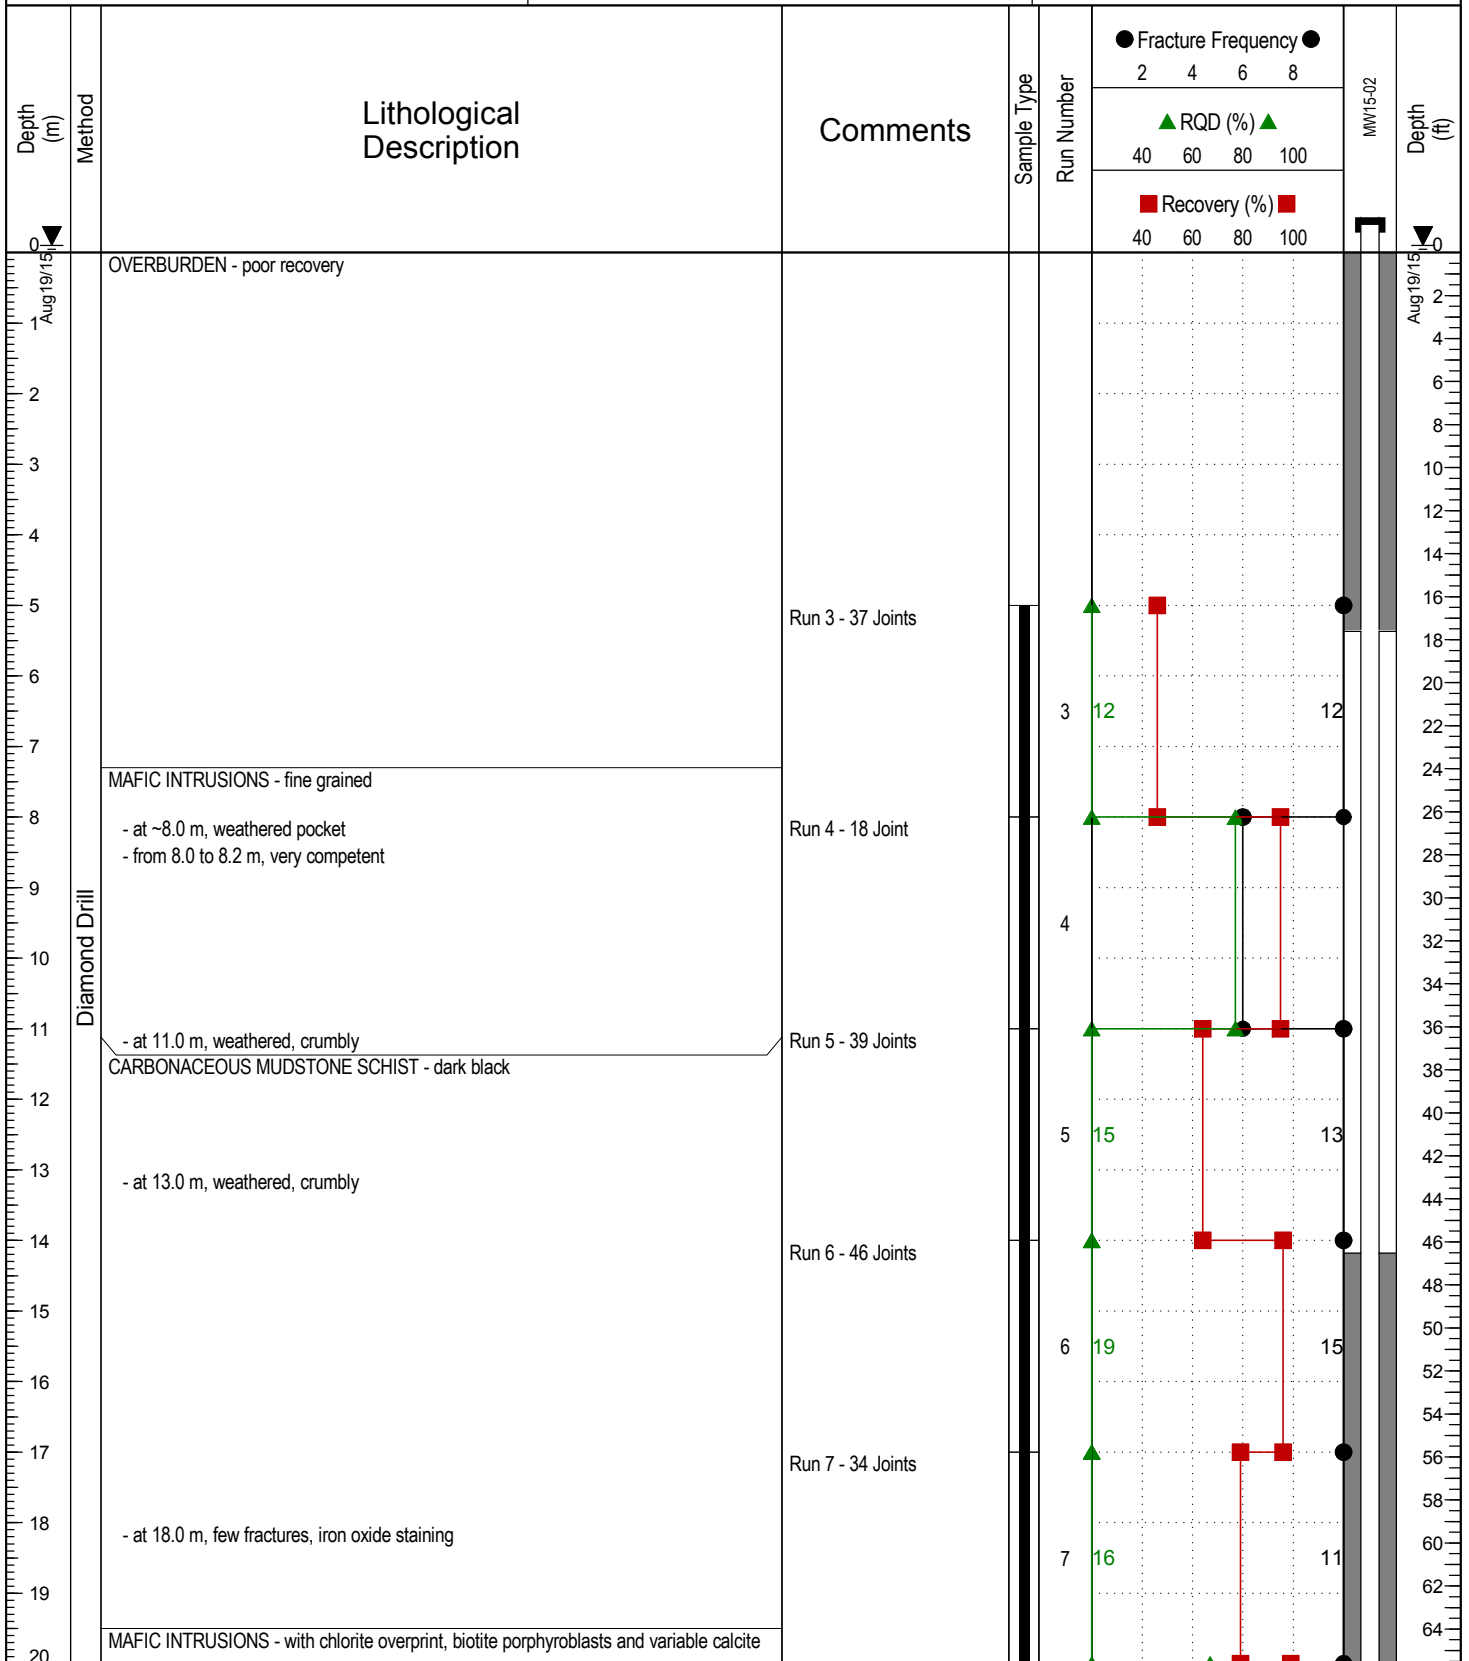 Depth
(m)
Method
Lithological
Description
Comments
Sample Type
Run Number
Fracture Frequency
2 4 6 8
RQD (%)
40 60 80 100
Recovery (%)
40 60 80 100
MW15-02
Depth
(ft)
0
0
Aug19/15
Aug19/15
OVERBURDEN - poor recovery
2
1
4
6
2
8
3
10
12
4
14
5
16
Run 3 - 37 Joints
18
6
20
3 12 12
22
7
24
MAFIC INTRUSIONS - fine grained
8
26
- at ~8.0 m, weathered pocket
Run 4 - 18 Joint
- from 8.0 to 8.2 m, very competent
28
9
30
Diamond Drill
4
32
10
34
11
36
- at 11.0 m, weathered, crumbly
Run 5 - 39 Joints
CARBONACEOUS MUDSTONE SCHIST - dark black
38
12
40
5 15 13
42
13
- at 13.0 m, weathered, crumbly
44
14
46
Run 6 - 46 Joints
48
15
50
6 19 15
52
16
54
17
56
Run 7 - 34 Joints
58
18
- at 18.0 m, few fractures, iron oxide staining
60
7 16 11
62
19
64
MAFIC INTRUSIONS - with chlorite overprint, biotite porphyroblasts and variable calcite
20